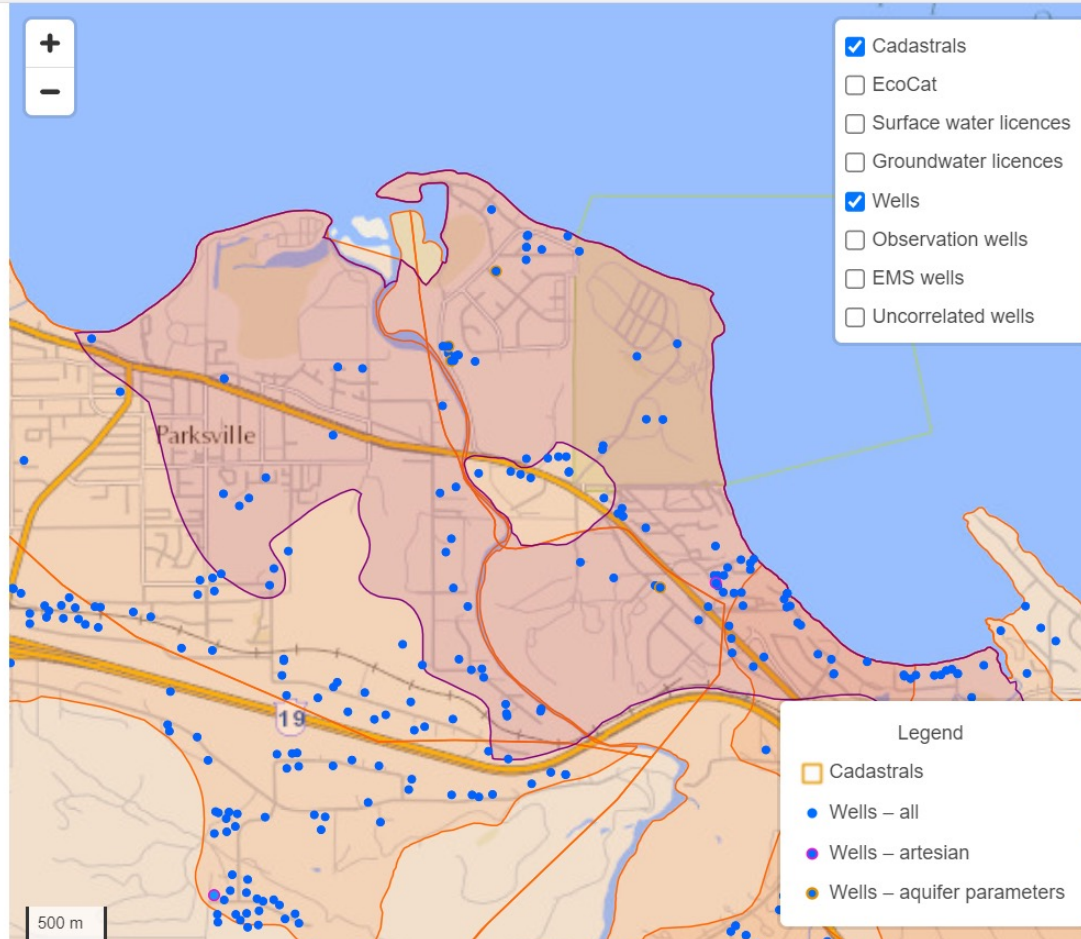 +
−
Cadastrals
EcoCat
Surface water licences
Groundwater licences
Wells
Observation wells
EMS wells
Uncorrelated wells
Parksville
19
Legend
Cadastrals
Wells – all
Wells – artesian
Wells – aquifer parameters
500 m